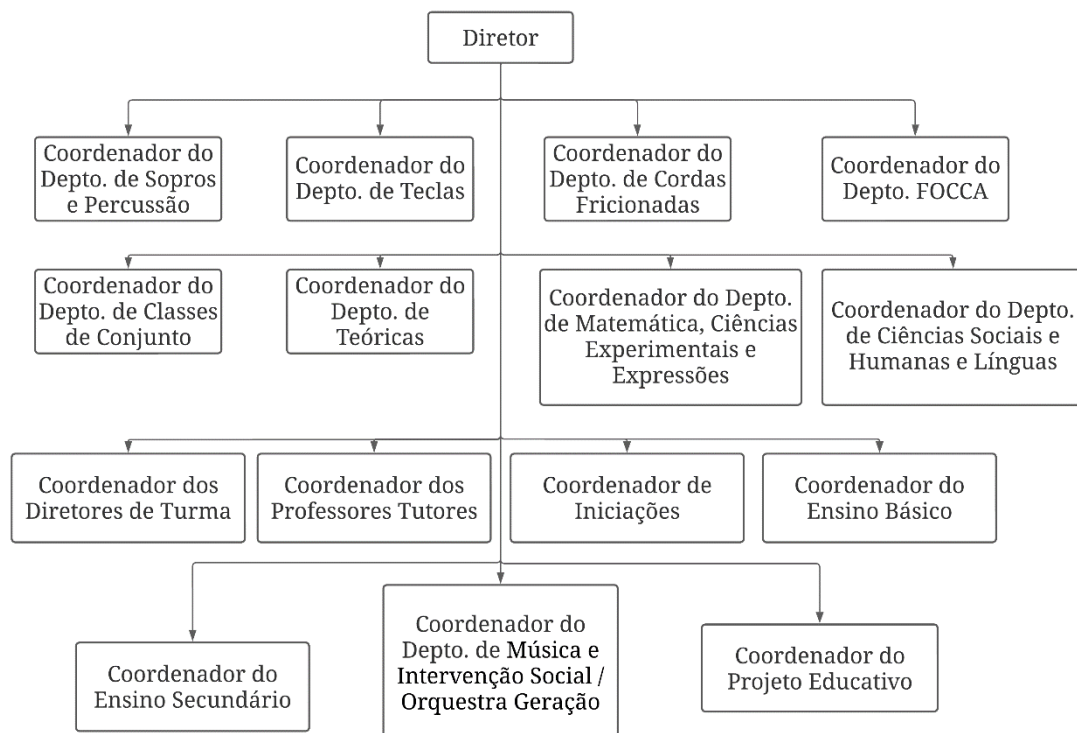 Diretor
Coordenador do
Depto. de Sopros
e Percussão
Coordenador do
Depto. de Teclas
Coordenador do
Depto. de Cordas
Fricionadas
Coordenador do
Depto. FOCCA
Coordenador do
Depto. de Classes
de Conjunto
Coordenador do
Depto. de
Teóricas
Coordenador do Depto.
de Matemática, Ciências
Experimentais e
Expressões
Coordenador do Depto.
de Ciências Sociais e
Humanas e Línguas
Coordenador dos
Diretores de Turma
Coordenador dos
Professores Tutores
Coordenador de
Iniciações
Coordenador do
Ensino Básico
Coordenador do
Ensino Secundário
Coordenador do
Depto. de Música e
Intervenção Social /
Orquestra Geração
Coordenador do
Projeto Educativo